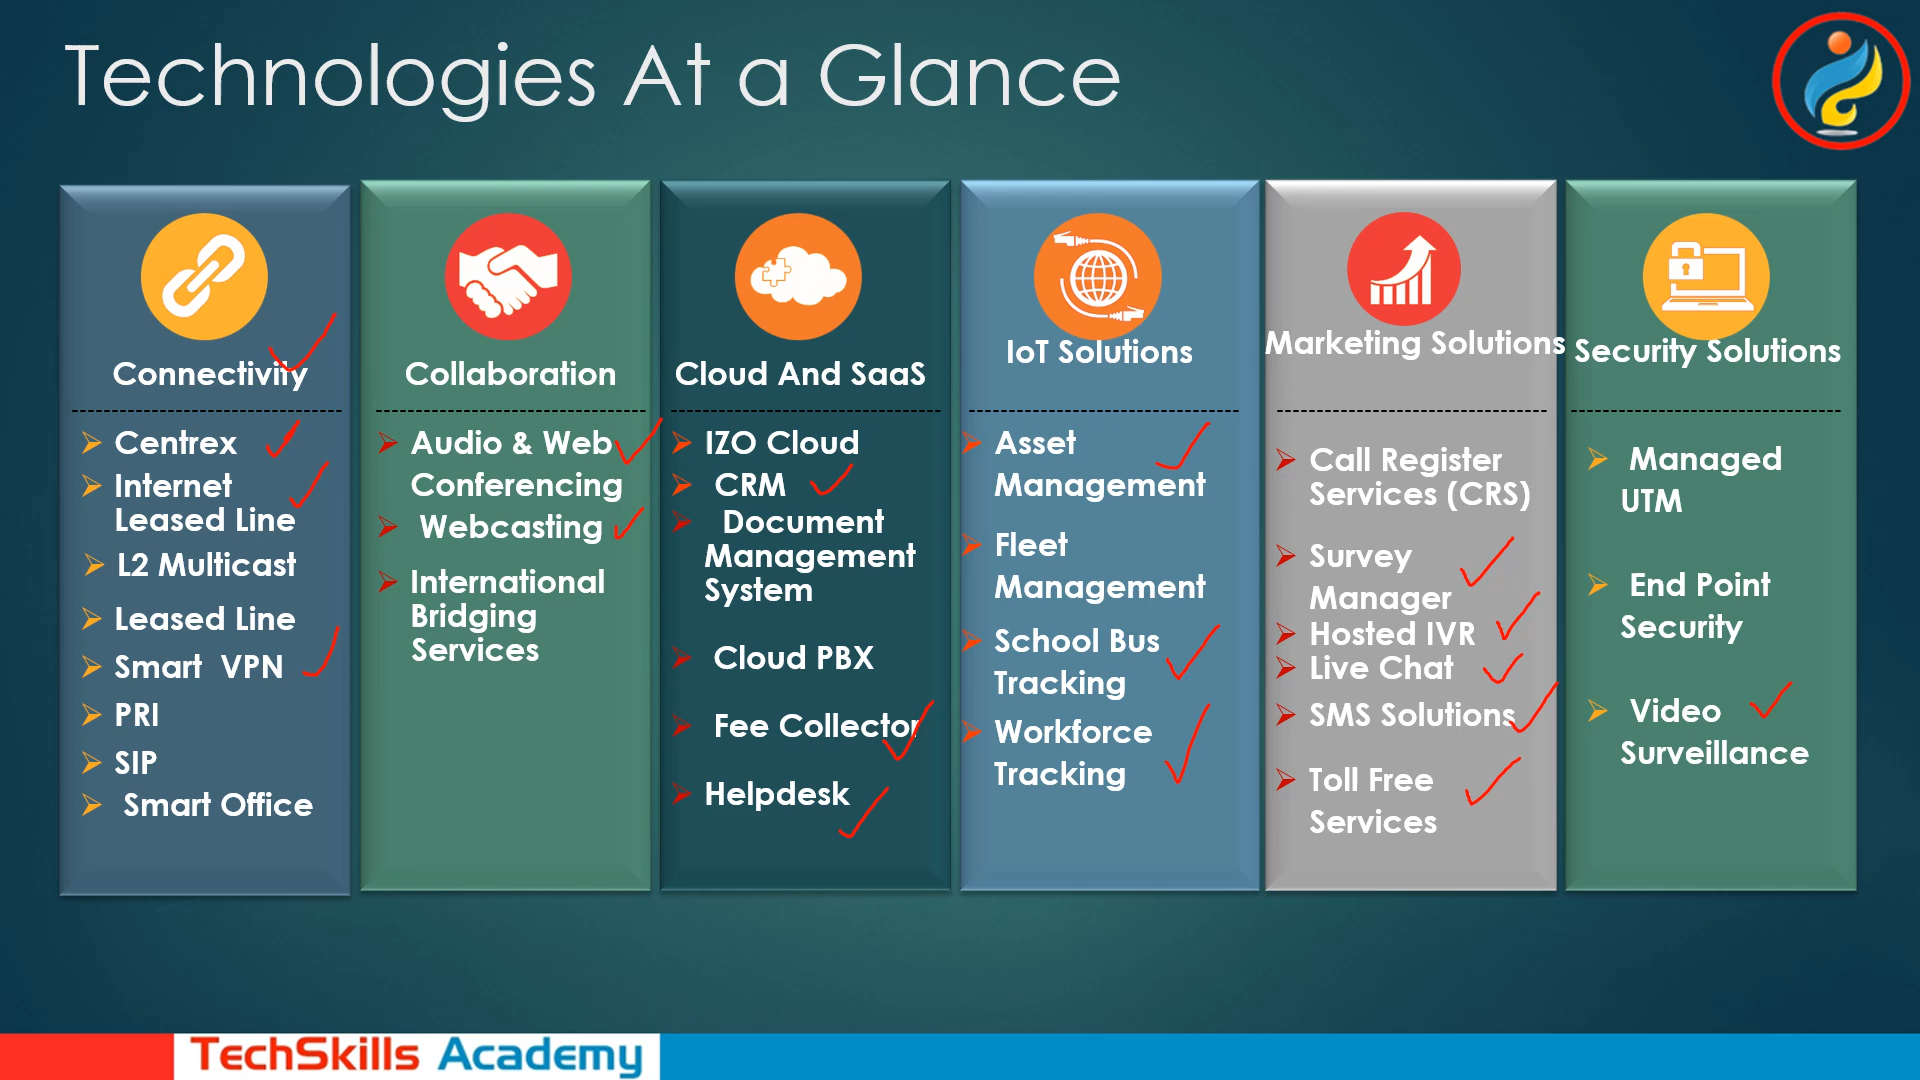 Technologies At a Glance
Connectivity
Centrex
Internet
Leased Line
L2 Multicast
Leased Line
Smart VPN
PRI
SIP
Smart Office
Collaboration
Audio & Web
Conferencing
Webcasting
International
Bridging
Services
Cloud And SaaS
IZO Cloud
CRM
Document
Management
System
Cloud PBX
Fee Collector
Helpdesk
IoT Solutions
Asset
Management
Fleet
Management
School Bus
Tracking
Workforce
Tracking
Marketing Solutions
Call Register
Services (CRS)
Survey
Manager
Hosted IVR
Live Chat
SMS Solutions
Toll Free
Services
Security Solutions
Managed
UTM
End Point
Security
Video
Surveillance
TechSkills Academy